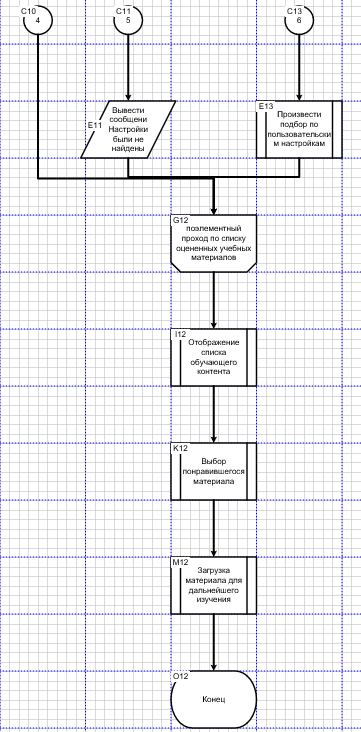 C10
4
C11
5
C13
6
E11
Вывести
сообщени
Настройки
были не
найдены
E13
Произвести
подбор по
пользовательски
м настройкам
G12
поэлементный
проход по списку
оцененных учебных
материалов
I12
Отображение
списка
обучающего
контента
K12
Выбор
понравившегося
материала
M12
Загрузка
материала для
дальнейшего
изучения
O12
Конец